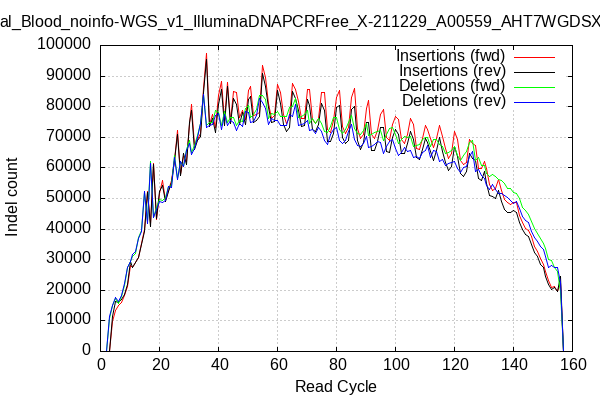 al_Blood_noinfo-WGS_v1_IlluminaDNAPCRFree_X-211229_A00559_AHT7WGDSX
Insertions (fwd)
Insertions (rev)
Deletions (fwd)
Deletions (rev)
100000
90000
80000
70000
60000
50000
40000
30000
20000
10000
0
Indel count
0 20 40 60 80 100 120 140 160
Read Cycle